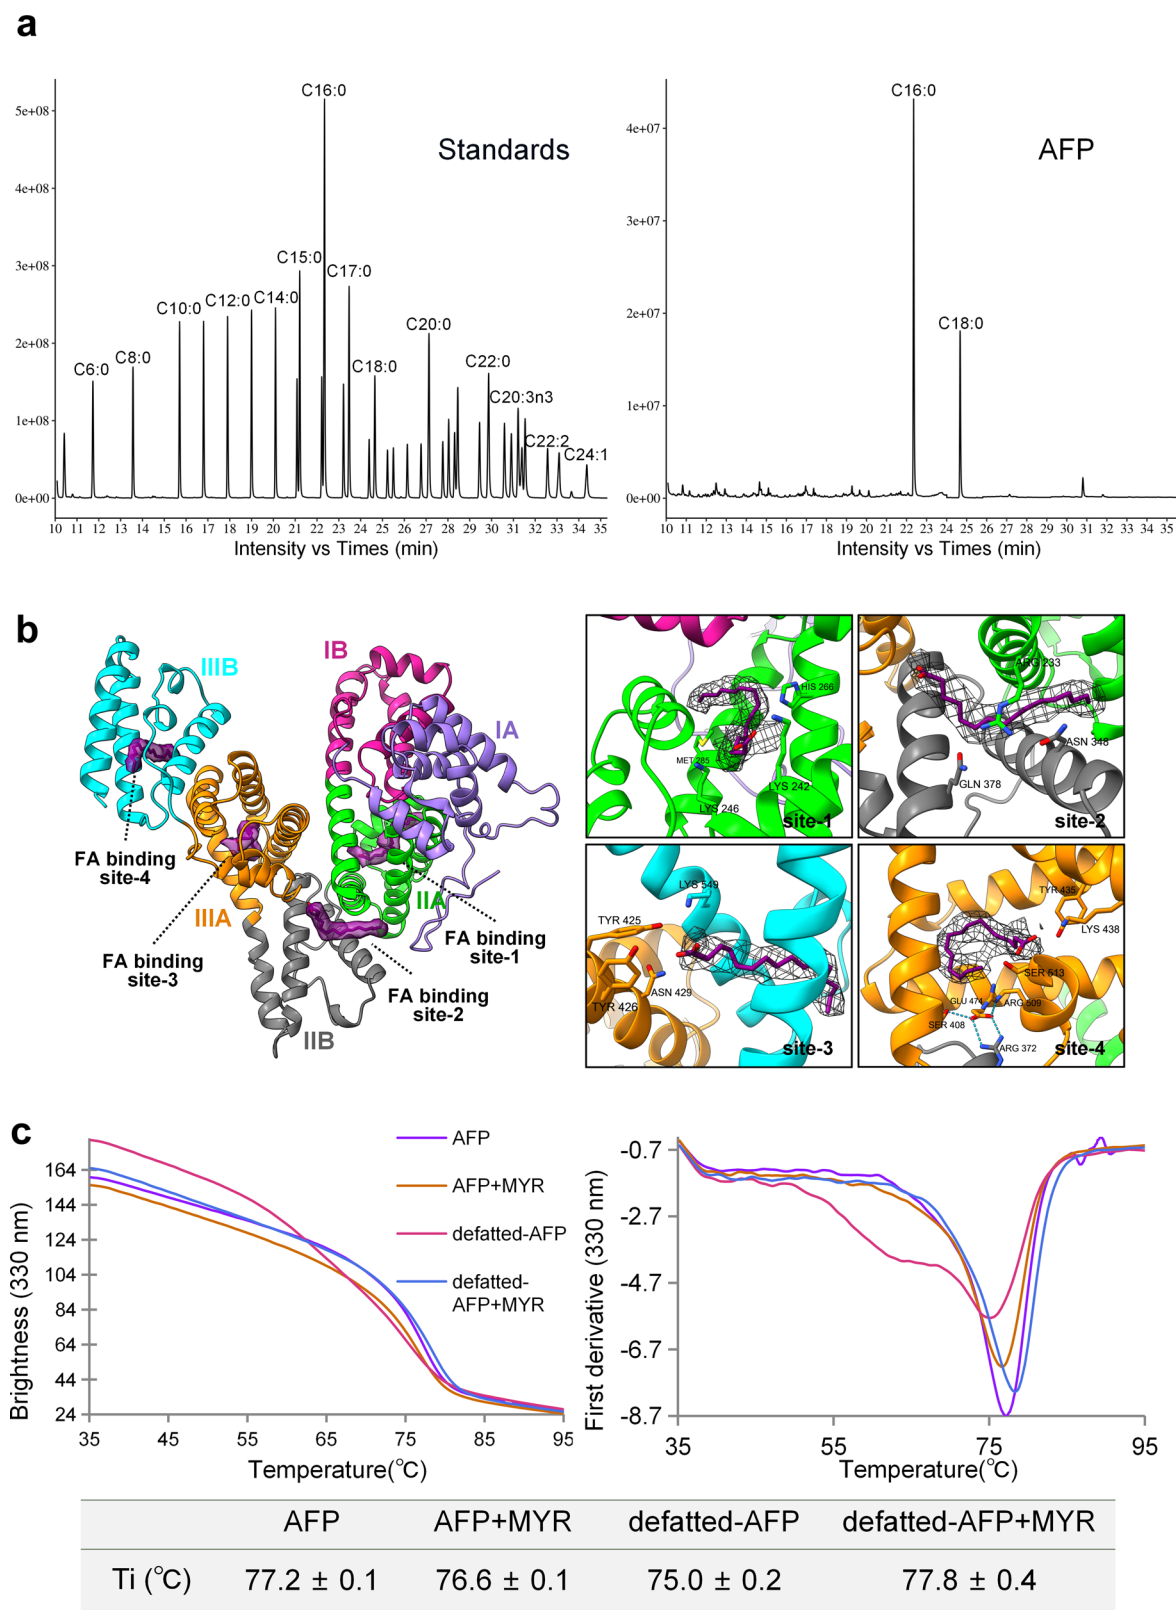 a
C16:0
5e+08
Standards
4e+08
C15:0
3e+08
C17:0
C10:0
C12:0
C14:0
C20:0
2e+08
C8:0
C6:0
C18:0
C22:0
C20:3n3
1e+08
C22:2
C24:1
0e+00
10 11 12 13 14 15 16 17 18 19 20 21 22 23 24 25 26 27 28 29 30 31 32 33 34 35
Intensity vs Times (min)
C16:0
4e+07
AFP
3e+07
2e+07
C18:0
1e+07
0e+00
10 11 12 13 14 15 16 17 18 19 20 21 22 24 26 27 28 29 30 31 33 34 35
Intensity vs Times (min)
b
IIIB
IB
IA
FA binding
site-4
IIIA
IIA
FA binding
site-3
FA binding
site-1
FA binding
site-2
IIB
HIS 266
MET 285
LYS 242
LYS 246
site-1
ARG 233
ASN 348
GLN 378
site-2
LYS 549
TYR 425
ASN 429
TYR 426
site-3
TYR 435
LYS 438
SER 513
GLU 474
ARG 509
SER 408
ARG 372
site-4
c
AFP
AFP+MYR
defatted-AFP
defatted-
AFP+MYR
Brightness (330 nm)
164
144
124
104
84
64
44
24
35 45 55 65 75 85 95
Temperature(°C)
First derivative (330 nm)
-0.7
-2.7
-4.7
-6.7
-8.7
35 55 75 95
Temperature(°C)
AFP AFP+MYR defatted-AFP defatted-AFP+MYR
Ti (°C) 77.2 ± 0.1 76.6 ± 0.1 75.0 ± 0.2 77.8 ± 0.4